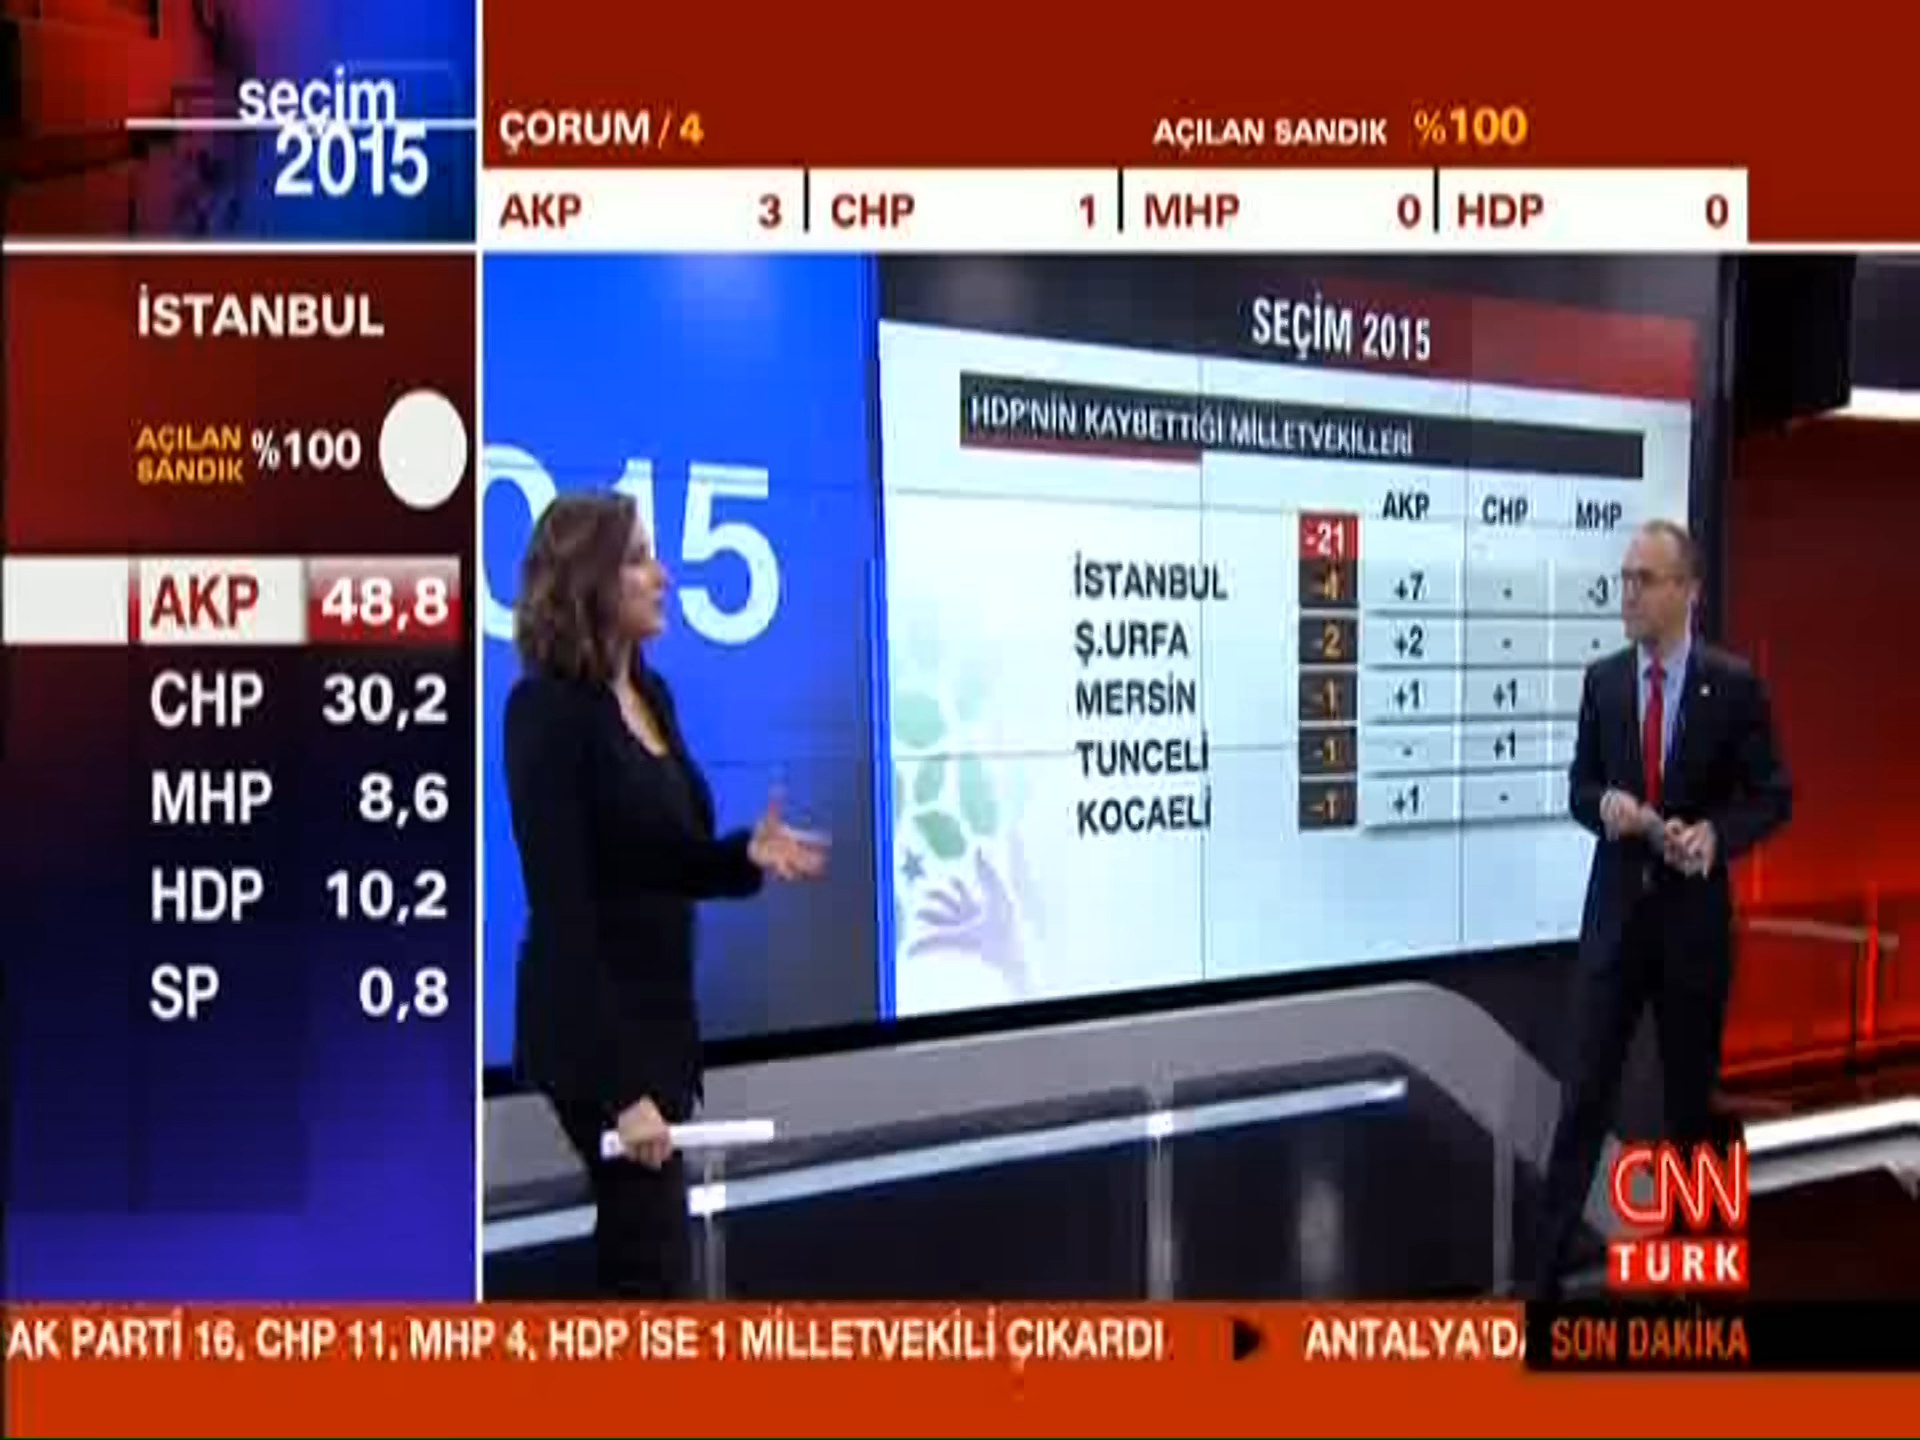 seçim
2015
ÇORUM / 4
AÇILAN SANDIK %100
AKP 3
CHP 1
MHP 0
HDP 0
İSTANBUL
AÇILAN SANDIK %100
AKP 48,8
CHP 30,2
MHP 8,6
HDP 10,2
SP 0,8
015
SEÇİM 2015
HDP'NİN KAYBETTİĞİ MİLLETVEKİLLERİ
AKP CHP MHP
-21
İSTANBUL -4 +7 - -3
Ş.URFA -2 +2 - -
MERSİN -1 +1 +1
TUNCELİ -1 - +1
KOCAELİ -1 +1 -
CNN
TÜRK
AK PARTİ 16, CHP 11, MHP 4, HDP İSE 1 MİLLETVEKİLİ ÇIKARDI
ANTALYA'DA
SON DAKİKA